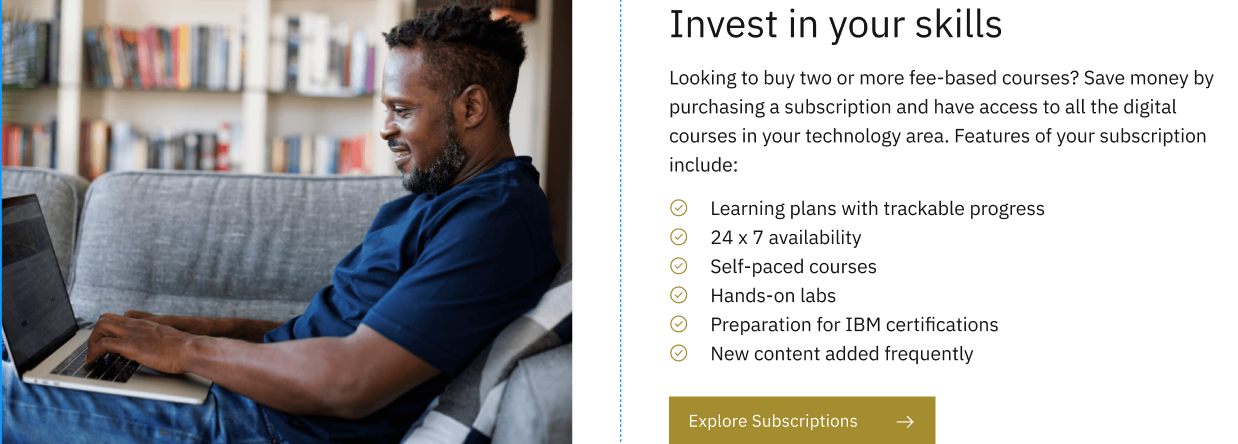 Invest in your skills
Looking to buy two or more fee-based courses? Save money by
purchasing a subscription and have access to all the digital
courses in your technology area. Features of your subscription
include:
Learning plans with trackable progress
24 x 7 availability
Self-paced courses
Hands-on labs
Preparation for IBM certifications
New content added frequently
Explore Subscriptions